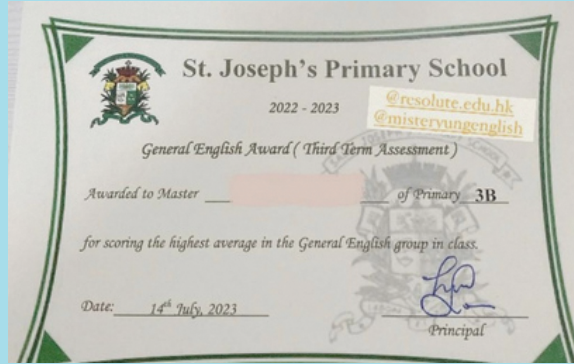 St. Joseph's Primary School
2022 - 2023
@resolute.edu.hk
@misteryungenglish
General English Award ( Third Term Assessment )
Awarded to Master of Primary 3B
for scoring the highest average in the General English group in class.
Date: 14th July, 2023
Principal